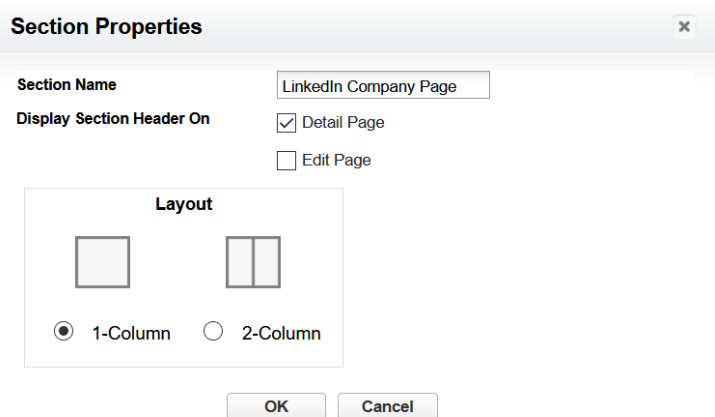 Section Properties
Section Name LinkedIn Company Page
Display Section Header On Detail Page
Edit Page
Layout
1-Column 2-Column
OK Cancel